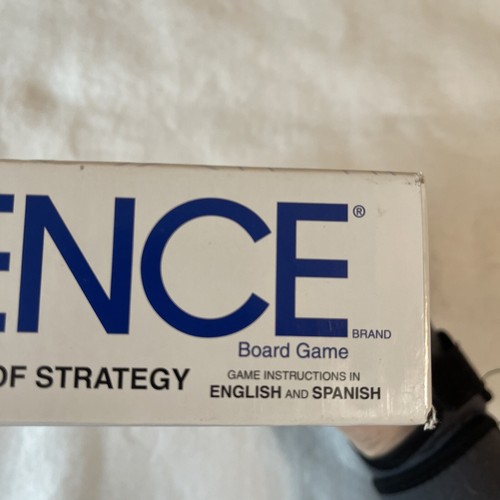 ENCE®
BRAND
Board Game
OF STRATEGY
GAME INSTRUCTIONS IN
ENGLISH AND SPANISH